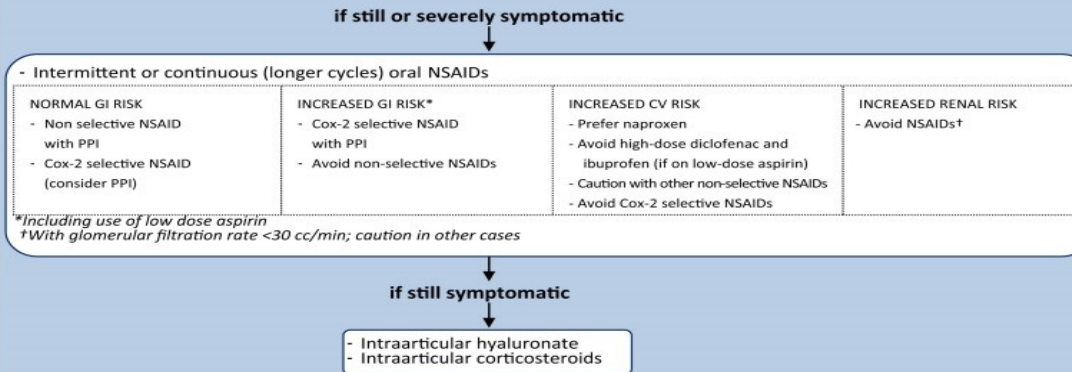 if still or severely symptomatic
- Intermittent or continuous (longer cycles) oral NSAIDs
NORMAL GI RISK
- Non selective NSAID
with PPI
- Cox-2 selective NSAID
(consider PPI)
INCREASED GI RISK*
- Cox-2 selective NSAID
with PPI
- Avoid non-selective NSAIDs
INCREASED CV RISK
- Prefer naproxen
- Avoid high-dose diclofenac and
ibuprofen (if on low-dose aspirin)
- Caution with other non-selective NSAIDs
- Avoid Cox-2 selective NSAIDs
INCREASED RENAL RISK
- Avoid NSAIDs†
*Including use of low dose aspirin
†With glomerular filtration rate <30 cc/min; caution in other cases
if still symptomatic
- Intraarticular hyaluronate
- Intraarticular corticosteroids